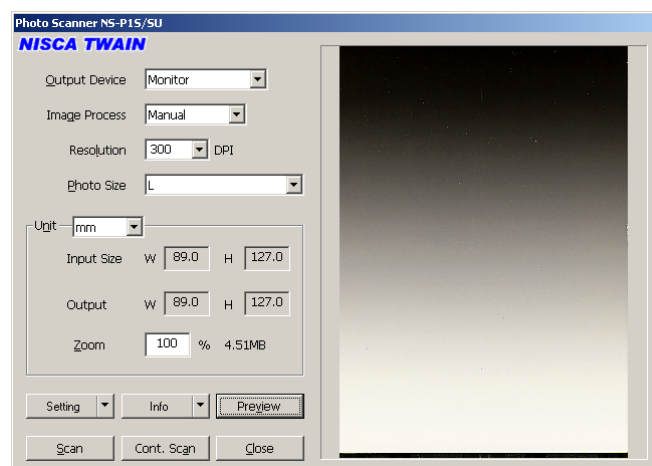 Photo Scanner NS-P1S/SU
NISCA TWAIN
Output Device Monitor
Image Process Manual
Resolution 300 DPI
Photo Size L
Unit mm
Input Size W 89.0 H 127.0
Output W 89.0 H 127.0
Zoom 100 % 4.51MB
Setting Info Preview
Scan Cont. Scan Close